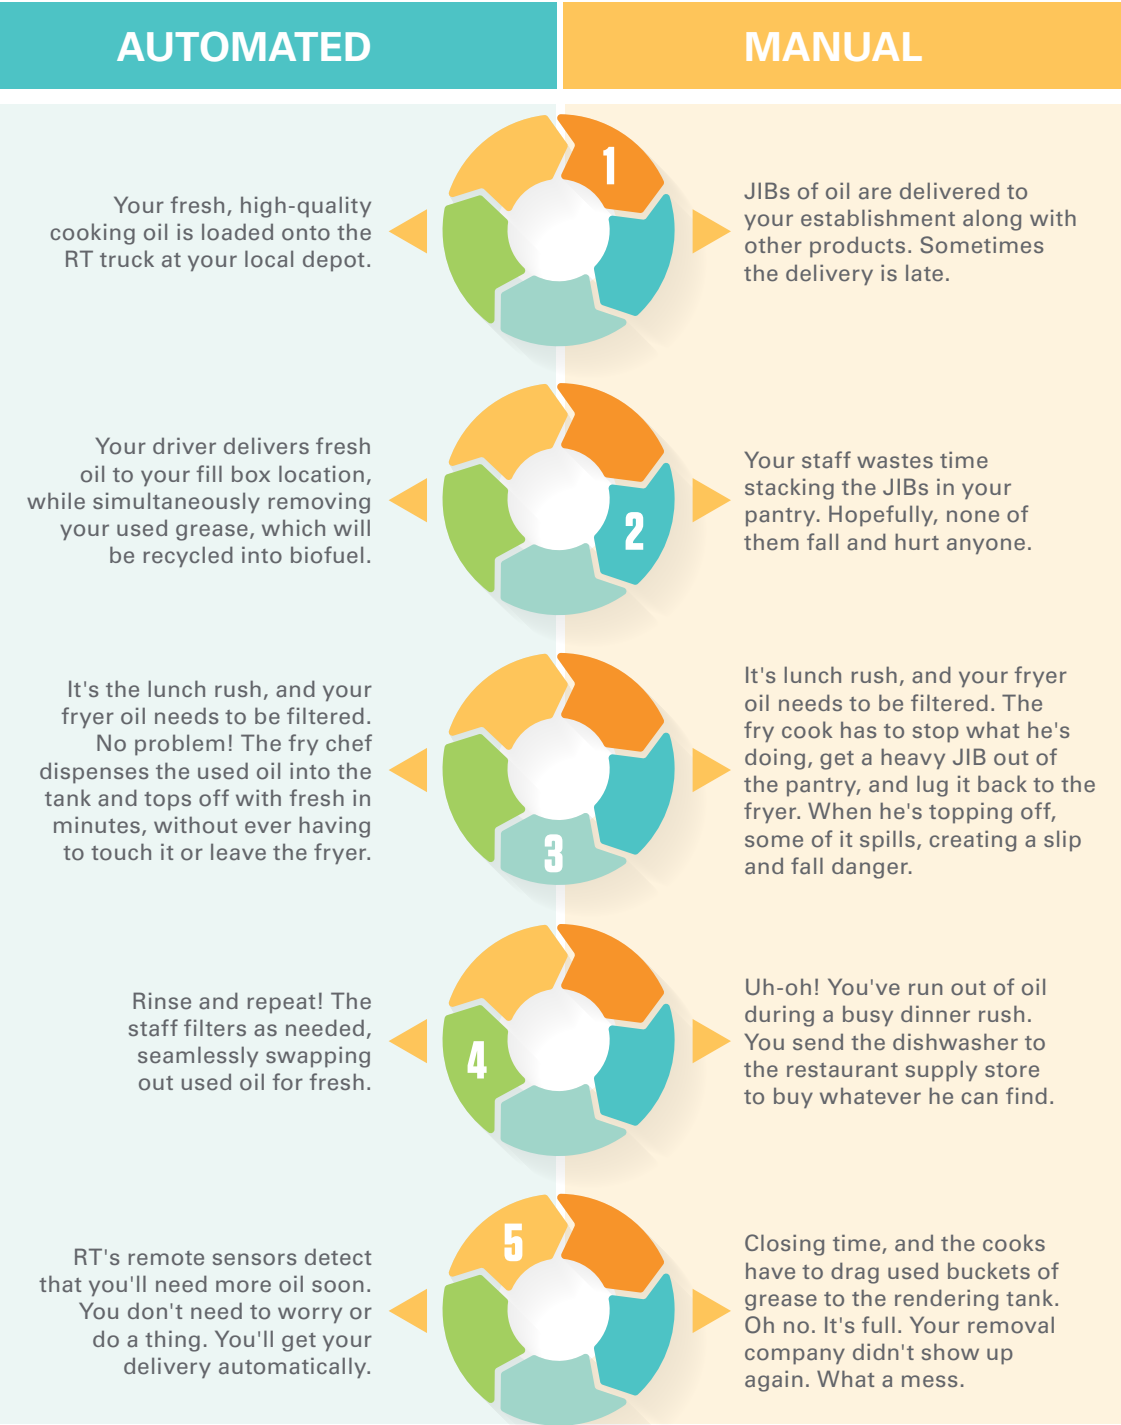 AUTOMATED
MANUAL
1
Your fresh, high-quality
cooking oil is loaded onto the
RT truck at your local depot.
JIBs of oil are delivered to
your establishment along with
other products. Sometimes
the delivery is late.
2
Your driver delivers fresh
oil to your fill box location,
while simultaneously removing
your used grease, which will
be recycled into biofuel.
Your staff wastes time
stacking the JIBs in your
pantry. Hopefully, none of
them fall and hurt anyone.
3
It's the lunch rush, and your
fryer oil needs to be filtered.
No problem! The fry chef
dispenses the used oil into the
tank and tops off with fresh in
minutes, without ever having
to touch it or leave the fryer.
It's lunch rush, and your fryer
oil needs to be filtered. The
fry cook has to stop what he's
doing, get a heavy JIB out of
the pantry, and lug it back to the
fryer. When he's topping off,
some of it spills, creating a slip
and fall danger.
4
Rinse and repeat! The
staff filters as needed,
seamlessly swapping
out used oil for fresh.
Uh-oh! You've run out of oil
during a busy dinner rush.
You send the dishwasher to
the restaurant supply store
to buy whatever he can find.
5
RT's remote sensors detect
that you'll need more oil soon.
You don't need to worry or
do a thing. You'll get your
delivery automatically.
Closing time, and the cooks
have to drag used buckets of
grease to the rendering tank.
Oh no. It's full. Your removal
company didn't show up
again. What a mess.